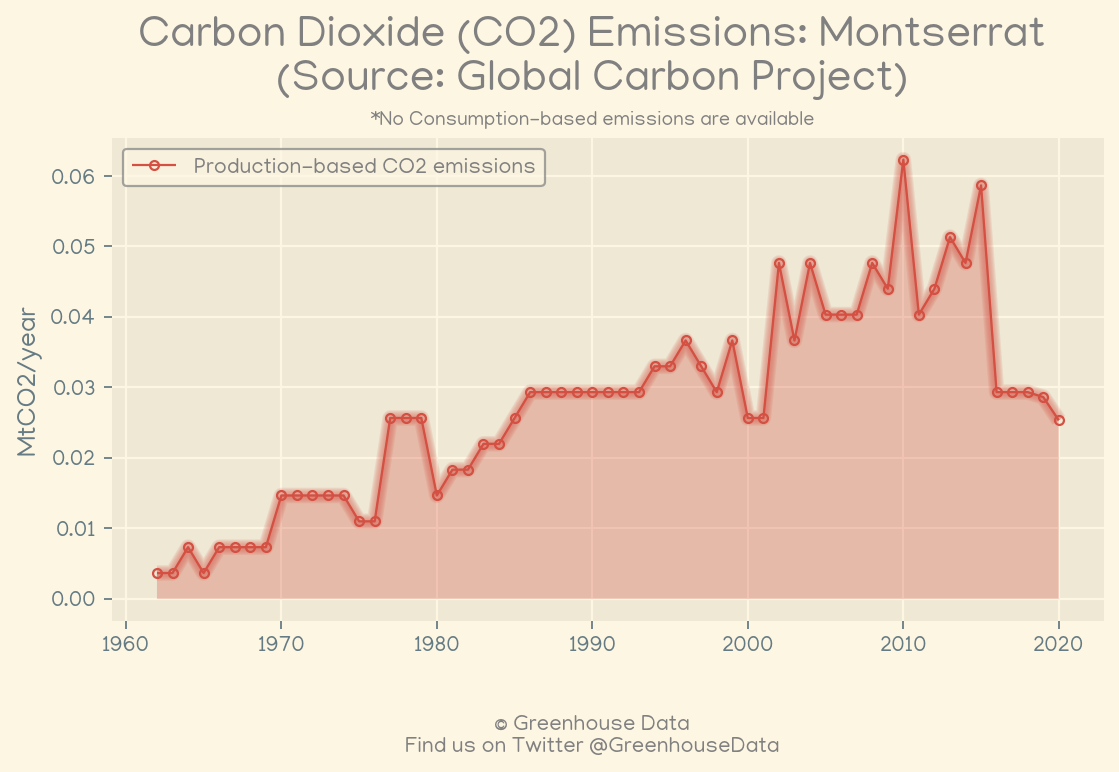 Carbon Dioxide (CO2) Emissions: Montserrat
(Source: Global Carbon Project)
*No Consumption-based emissions are available
Production-based CO2 emissions
MtCO2/year
0.06
0.05
0.04
0.03
0.02
0.01
0.00
1960 1970 1980 1990 2000 2010 2020
© Greenhouse Data
Find us on Twitter @GreenhouseData